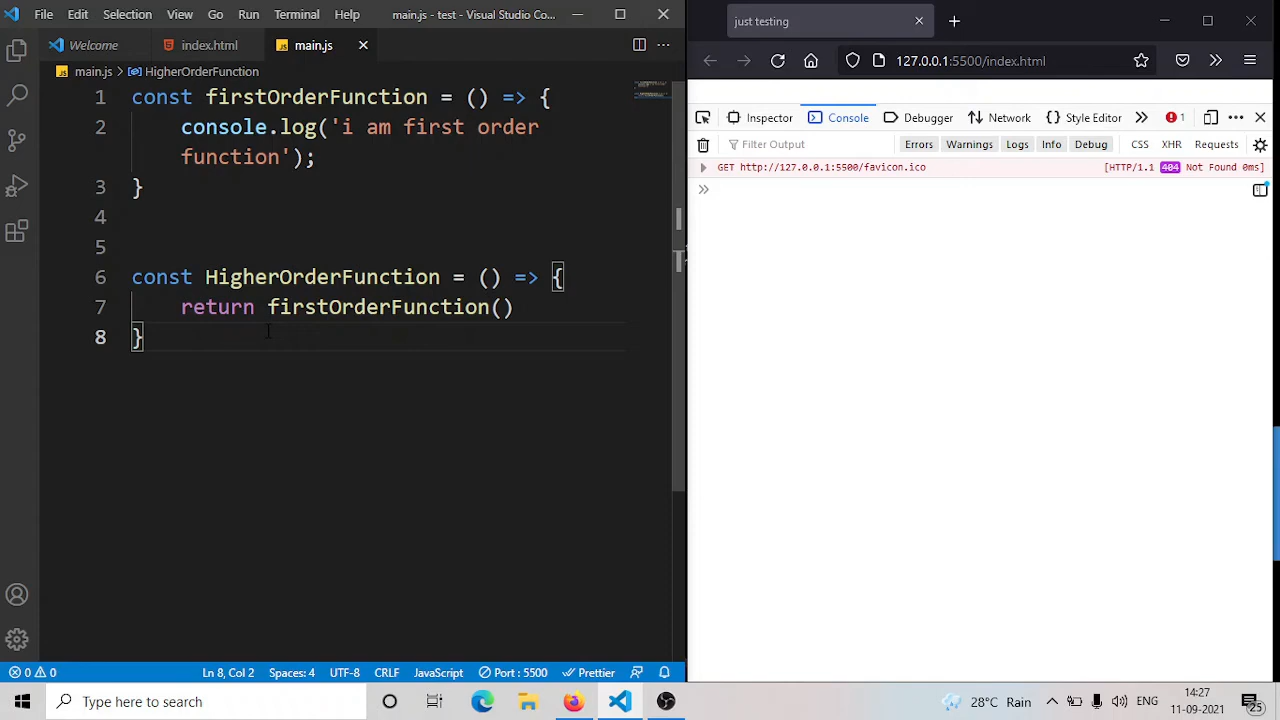 File Edit Selection View Go Run Terminal Help main.js - test - Visual Studio Co...
just testing
Welcome
index.html
main.js
127.0.0.1:5500/index.html
main.js > HigherOrderFunction
Inspector Console Debugger Network Style Editor 1
Filter Output Errors Warnings Logs Info Debug CSS XHR Requests
GET http://127.0.0.1:5500/favicon.ico [HTTP/1.1 404 Not Found 0ms]
1 const firstOrderFunction = () => {
2 console.log('i am first order
function');
3 }
4
5
6 const HigherOrderFunction = () => {
7 return firstOrderFunction()
8 }
0 0 Ln 8, Col 2 Spaces: 4 UTF-8 CRLF JavaScript Port : 5500 Prettier
Type here to search
28°C Rain
ENG
14:27
11-09-2021
25